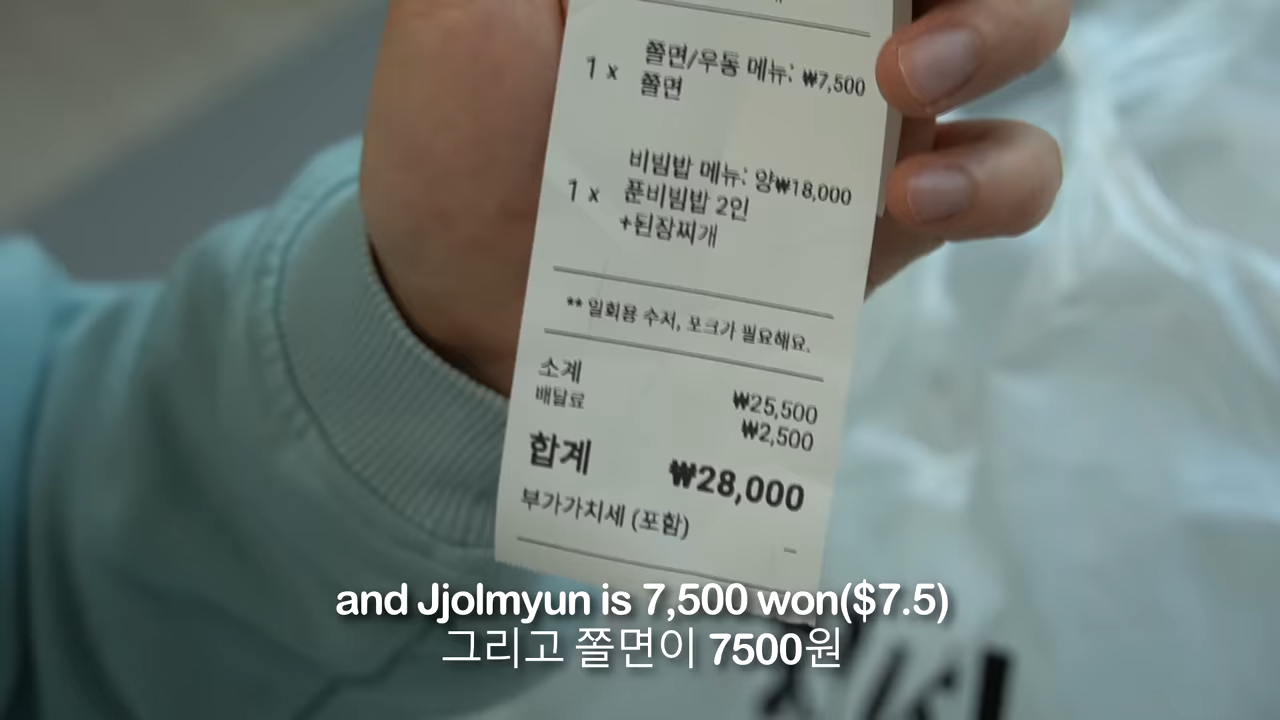 1 x 쫄면/우동 메뉴: ₩7,500
쫄면
비빔밥 메뉴: 양₩18,000
1 x 푼비빔밥 2인
+된장찌개
** 일회용 수저, 포크가 필요해요.
소계 ₩25,500
배달료 ₩2,500
합계 ₩28,000
부가가치세 (포함) -
and Jjolmyun is 7,500 won($7.5)
그리고 쫄면이 7500원